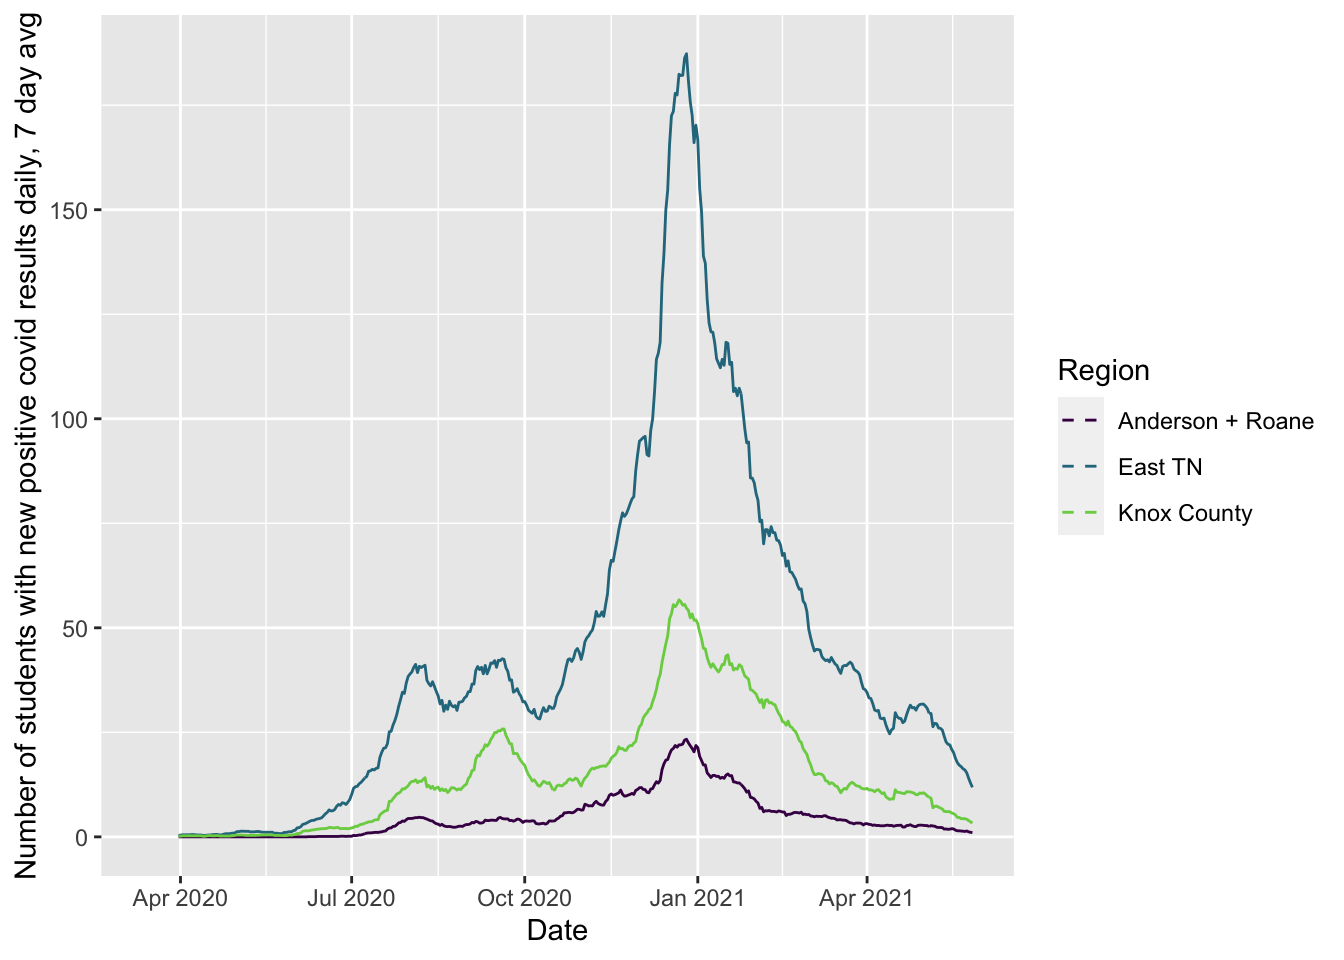 Number of students with new positive covid results daily, 7 day avg
150
100
50
0
Apr 2020
Jul 2020
Oct 2020
Jan 2021
Apr 2021
Date
Region
Anderson + Roane
East TN
Knox County